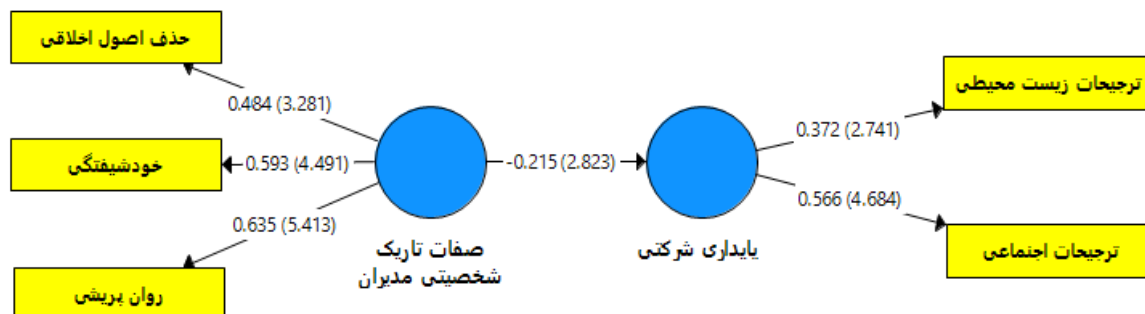 حذف اصول اخلاقی
ترجیحات زیست محیطی
0.484 (3.281)
0.372 (2.741)
خودشیفتگی
0.593 (4.491)
-0.215 (2.823)
0.566 (4.684)
0.635 (5.413)
صفات تاریک
شخصیتی مدیران
پایداری شرکتی
ترجیحات اجتماعی
روان پریشی